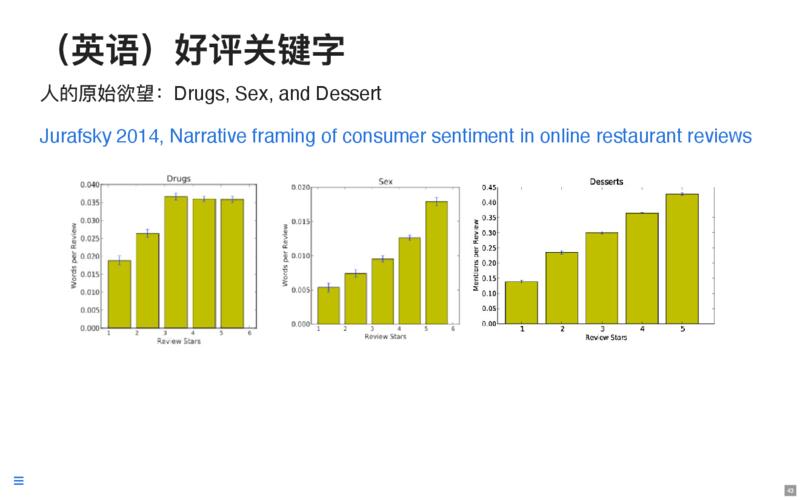 （英语）好评关键字
人的原始欲望：Drugs, Sex, and Dessert
Jurafsky 2014, Narrative framing of consumer sentiment in online restaurant reviews
Drugs
0.040
0.035
0.030
0.025
0.020
0.015
0.010
0.005
0.000
Words per Review
1 2 3 4 5 6
Review Stars
Sex
0.020
0.015
0.010
0.005
0.000
Words per Review
1 2 3 4 5 6
Review Stars
Desserts
0.45
0.40
0.35
0.30
0.25
0.20
0.15
0.10
0.05
0.00
Mentions per Review
1 2 3 4 5
Review Stars
43